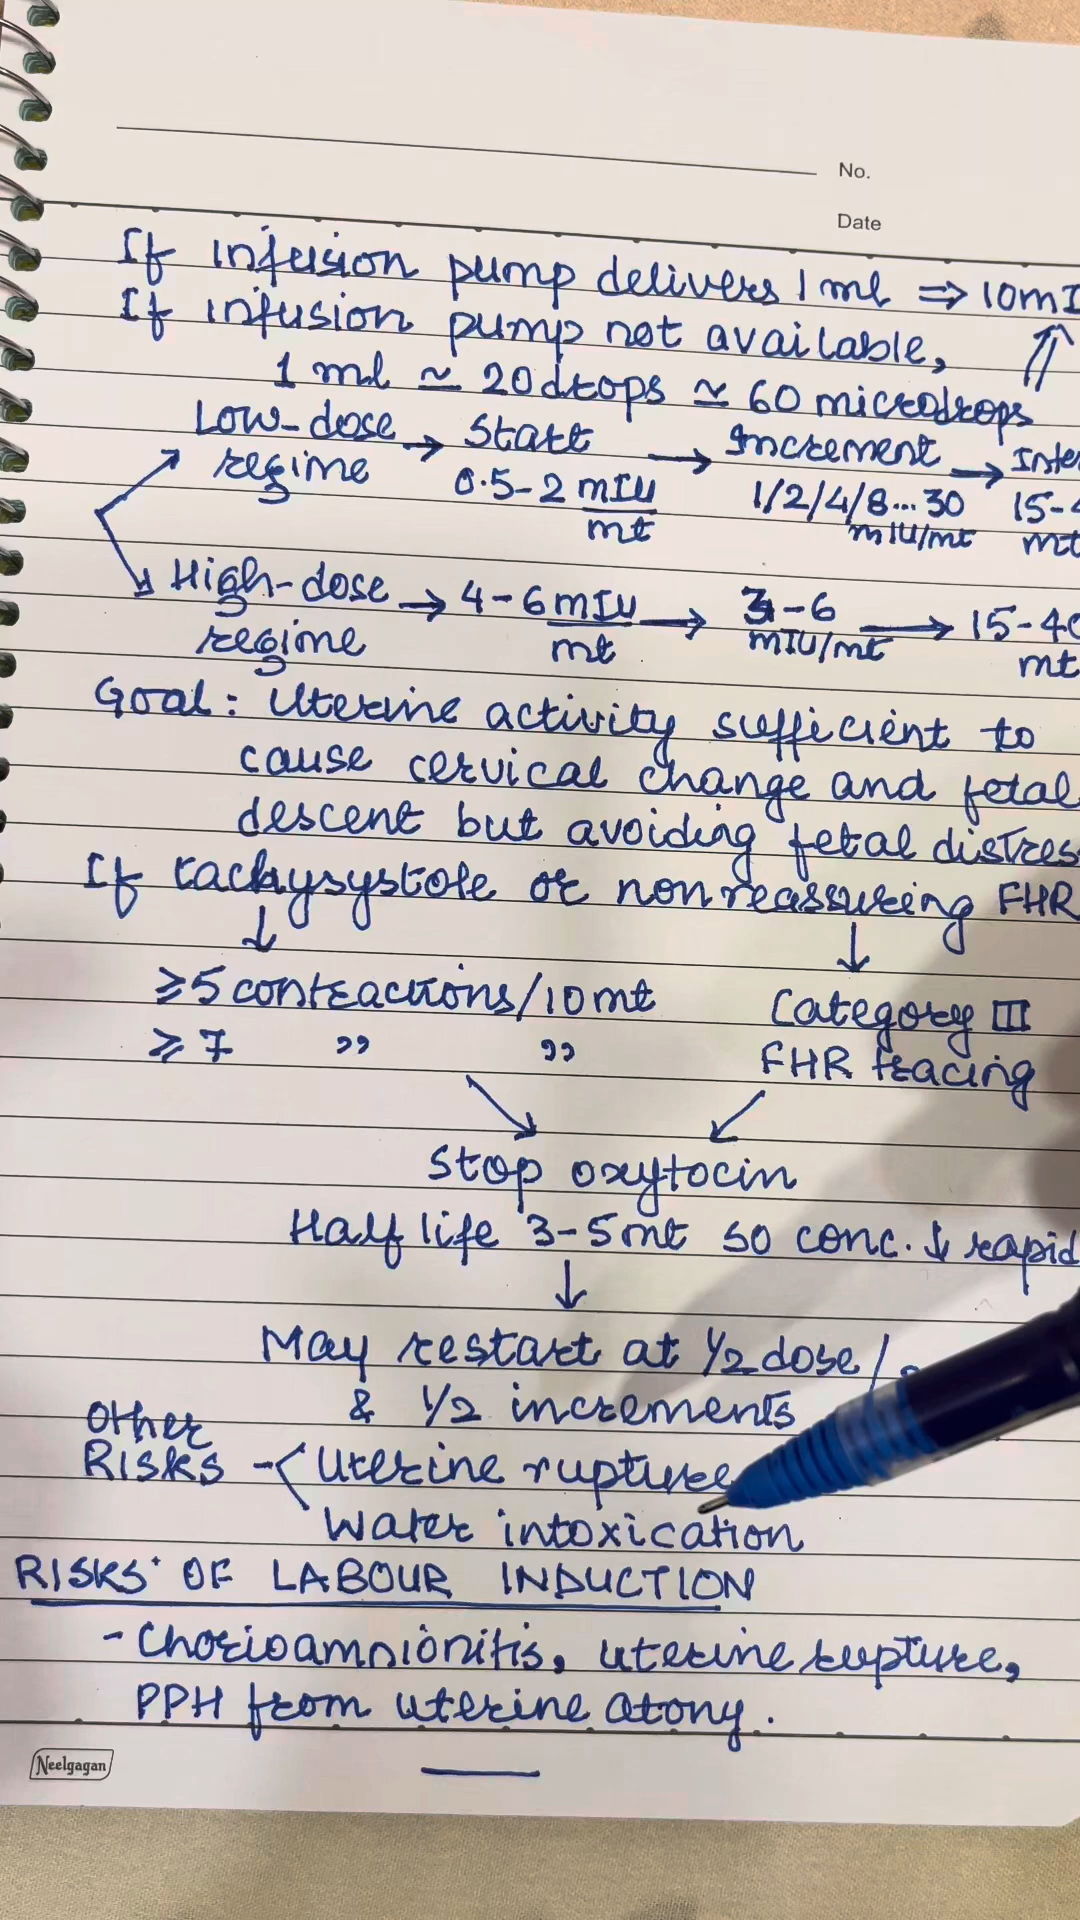 No.
Date
If infusion pump delivers 1 ml ⇒ 10mI
If infusion pump not available,
1 ml ≃ 20 drops ≃ 60 microdrops
Low-dose regime → Start 0.5-2 mIU/mt → Increment 1/2/4/8...30 mIU/mt → Inte 15-4 mt
High-dose regime → 4-6 mIU/mt → 3-6 mIU/mt → 15-40 mt
Goal: Uterine activity sufficient to
cause cervical change and fetal
descent but avoiding fetal distres
If tachysystole or nonreassuring FHR
↓ ↓
≥5 contractions/10mt Category III
≥7 ,, ,, FHR tracing
Stop oxytocin
Half life 3-5mt so conc. ↓ rapid
↓
May restart at 1/2 dose/
& 1/2 increments
Other
Risks - Uterine rupture
Water intoxication
RISKS OF LABOUR INDUCTION
- Chorioamnionitis, uterine rupture,
PPH from uterine atony.
Neelgagan